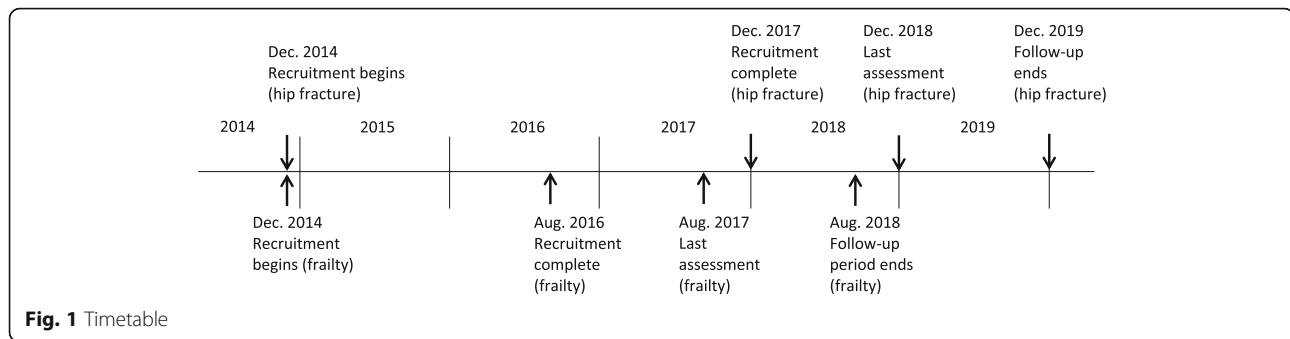 Dec. 2014
Recruitment begins
(hip fracture)
Dec. 2017
Recruitment
complete
(hip fracture)
Dec. 2018
Last
assessment
(hip fracture)
Dec. 2019
Follow-up
ends
(hip fracture)
2014
2015
2016
2017
2018
2019
Dec. 2014
Recruitment
begins (frailty)
Aug. 2016
Recruitment
complete
(frailty)
Aug. 2017
Last
assessment
(frailty)
Aug. 2018
Follow-up
period ends
(frailty)
Fig. 1 Timetable